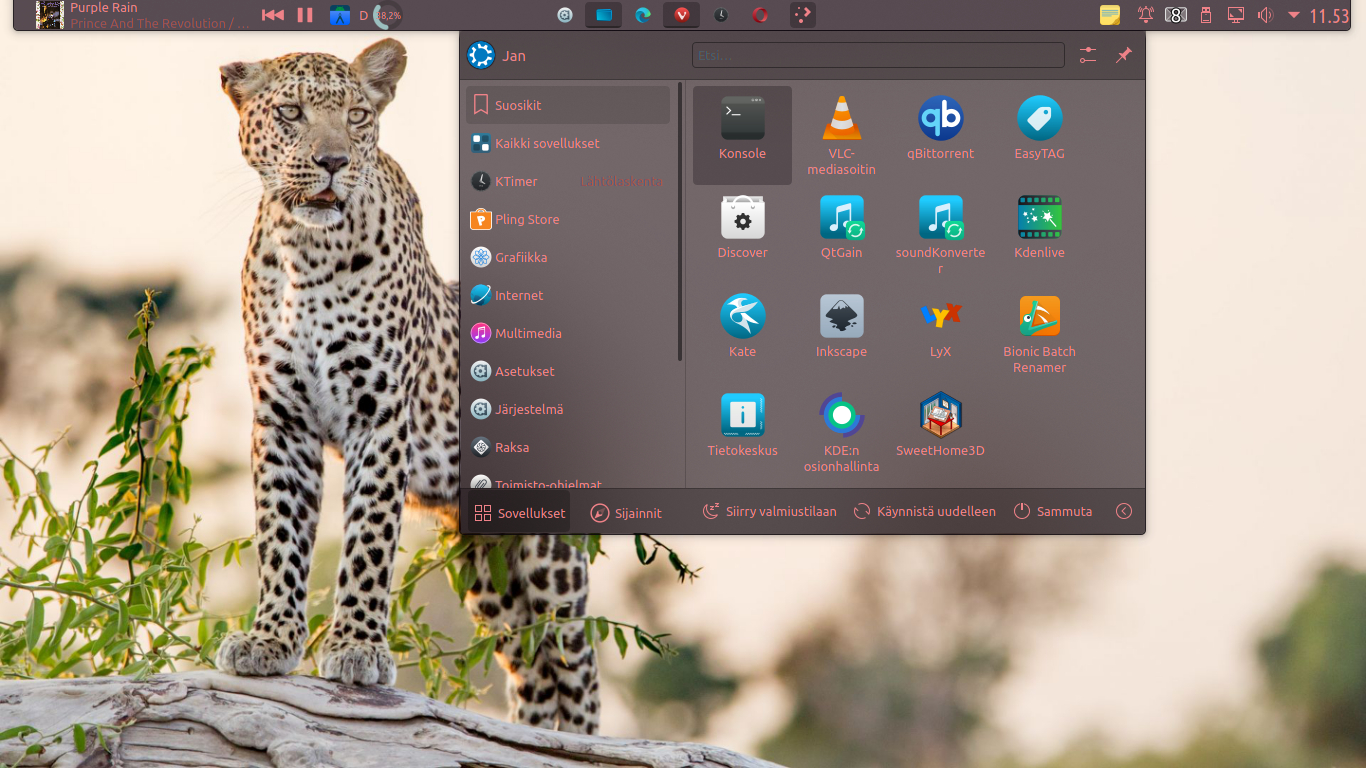 Purple Rain
Prince And The Revolution / ...
D
38,2%
8
11.53
Jan
Etsi...
Suosikit
Kaikki sovellukset
KTimer
Lähtölaskenta
Pling Store
Grafiikka
Internet
Multimedia
Asetukset
Järjestelmä
Raksa
Toimisto-ohjelmat
Konsole
VLC-
mediasoitin
qBittorrent
EasyTAG
Discover
QtGain
soundKonverte
r
Kdenlive
Kate
Inkscape
LyX
Bionic Batch
Renamer
Tietokeskus
KDE:n
osionhallinta
SweetHome3D
Sovellukset
Sijainnit
Siirry valmiustilaan
Käynnistä uudelleen
Sammuta